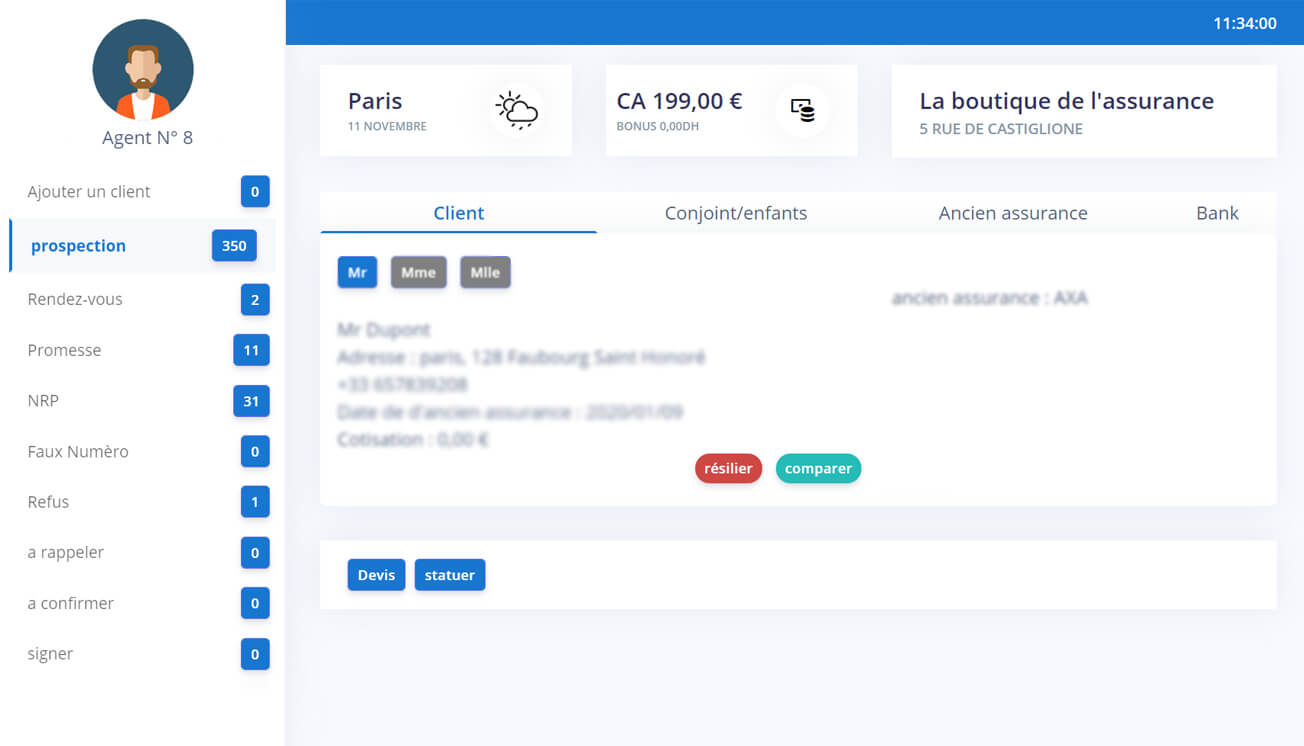 11:34:00
Agent N° 8
Ajouter un client 0
prospection 350
Rendez-vous 2
Promesse 11
NRP 31
Faux Numèro 0
Refus 1
a rappeler 0
a confirmer 0
signer 0
Paris
11 NOVEMBRE
CA 199,00 €
BONUS 0,00DH
La boutique de l'assurance
5 RUE DE CASTIGLIONE
Client Conjoint/enfants Ancien assurance Bank
Mr Mme Mlle
ancien assurance : AXA
Mr Dupont
Adresse : paris, 128 Faubourg Saint Honoré
+33 657839208
Date de d'ancien assurance : 2020/01/09
Cotisation : 0,00 €
résilier comparer
Devis statuer